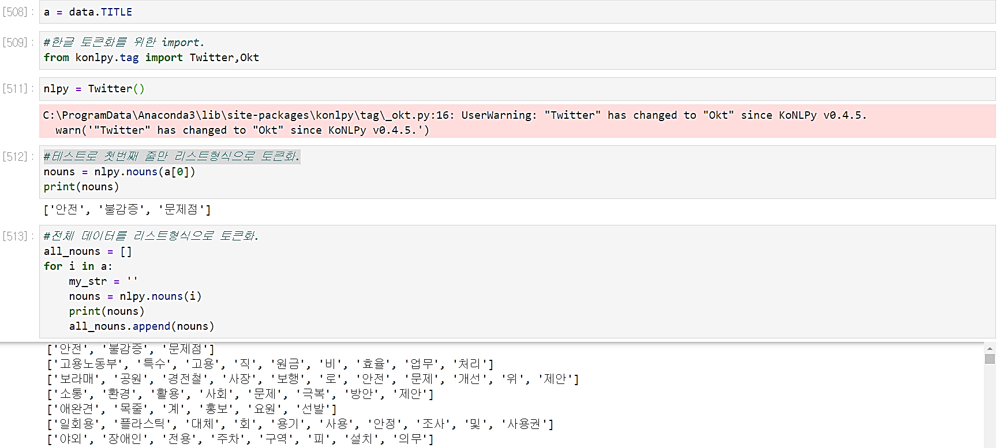 [508]: a = data.TITLE
[509]: #한글 토큰화를 위한 import.
from konlpy.tag import Twitter,Okt
[511]: nlpy = Twitter()
C:\ProgramData\Anaconda3\lib\site-packages\konlpy\tag\_okt.py:16: UserWarning: "Twitter" has changed to "Okt" since KoNLPy v0.4.5.
  warn('"Twitter" has changed to "Okt" since KoNLPy v0.4.5.')
[512]: #테스트로 첫번째 줄만 리스트형식으로 토큰화.
nouns = nlpy.nouns(a[0])
print(nouns)
['안전', '불감증', '문제점']
[513]: #전체 데이터를 리스트형식으로 토큰화.
all_nouns = []
for i in a:
    my_str = ''
    nouns = nlpy.nouns(i)
    print(nouns)
    all_nouns.append(nouns)
['안전', '불감증', '문제점']
['고용노동부', '특수', '고용', '직', '원금', '비', '효율', '업무', '처리']
['보라매', '공원', '경전철', '사장', '보행', '로', '안전', '문제', '개선', '위', '제안']
['소통', '환경', '활용', '사회', '문제', '극복', '방안', '제안']
['애완견', '목줄', '계', '홍보', '요원', '선발']
['일회용', '플라스틱', '대체', '회', '용기', '사용', '안정', '조사', '및', '사용권']
['야외', '장애인', '전용', '주차', '구역', '피', '설치', '의무']